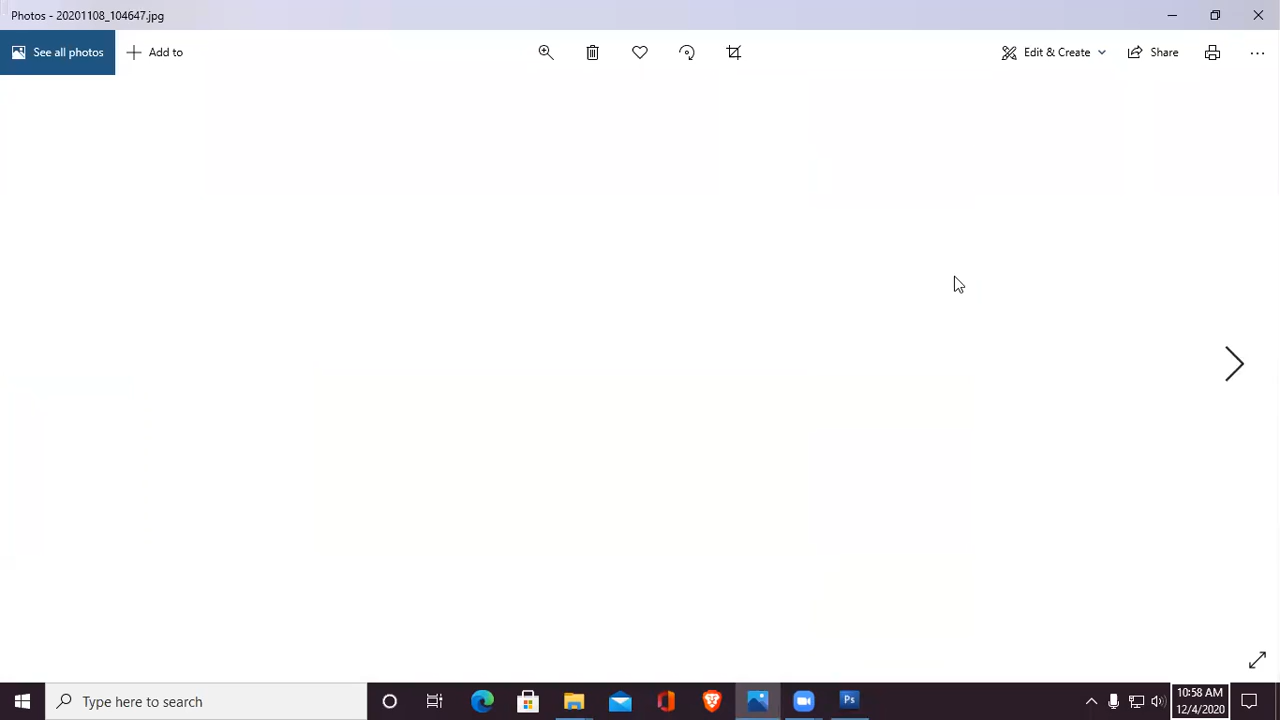 Photos - 20201108_104647.jpg
See all photos
Add to
Edit & Create
Share
Type here to search
Ps
10:58 AM
12/4/2020